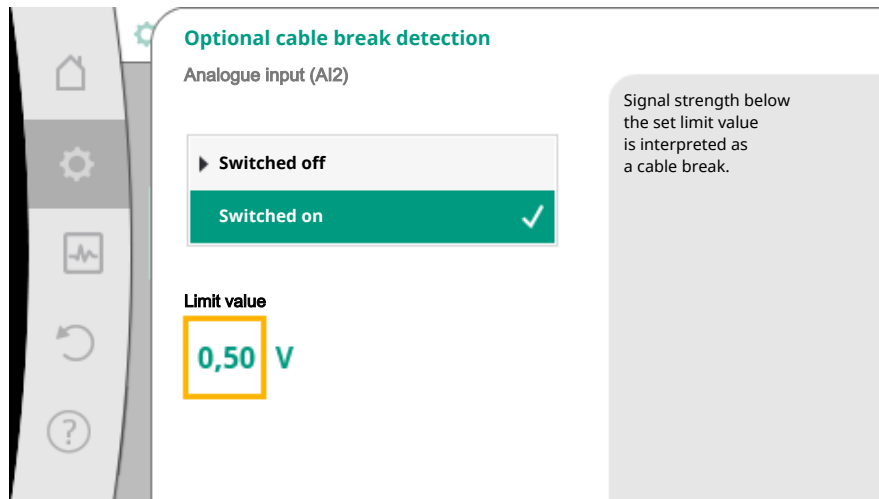 Optional cable break detection
Analogue input (AI2)
Signal strength below
the set limit value
is interpreted as
a cable break.
Switched off
Switched on
Limit value
0,50 V
?